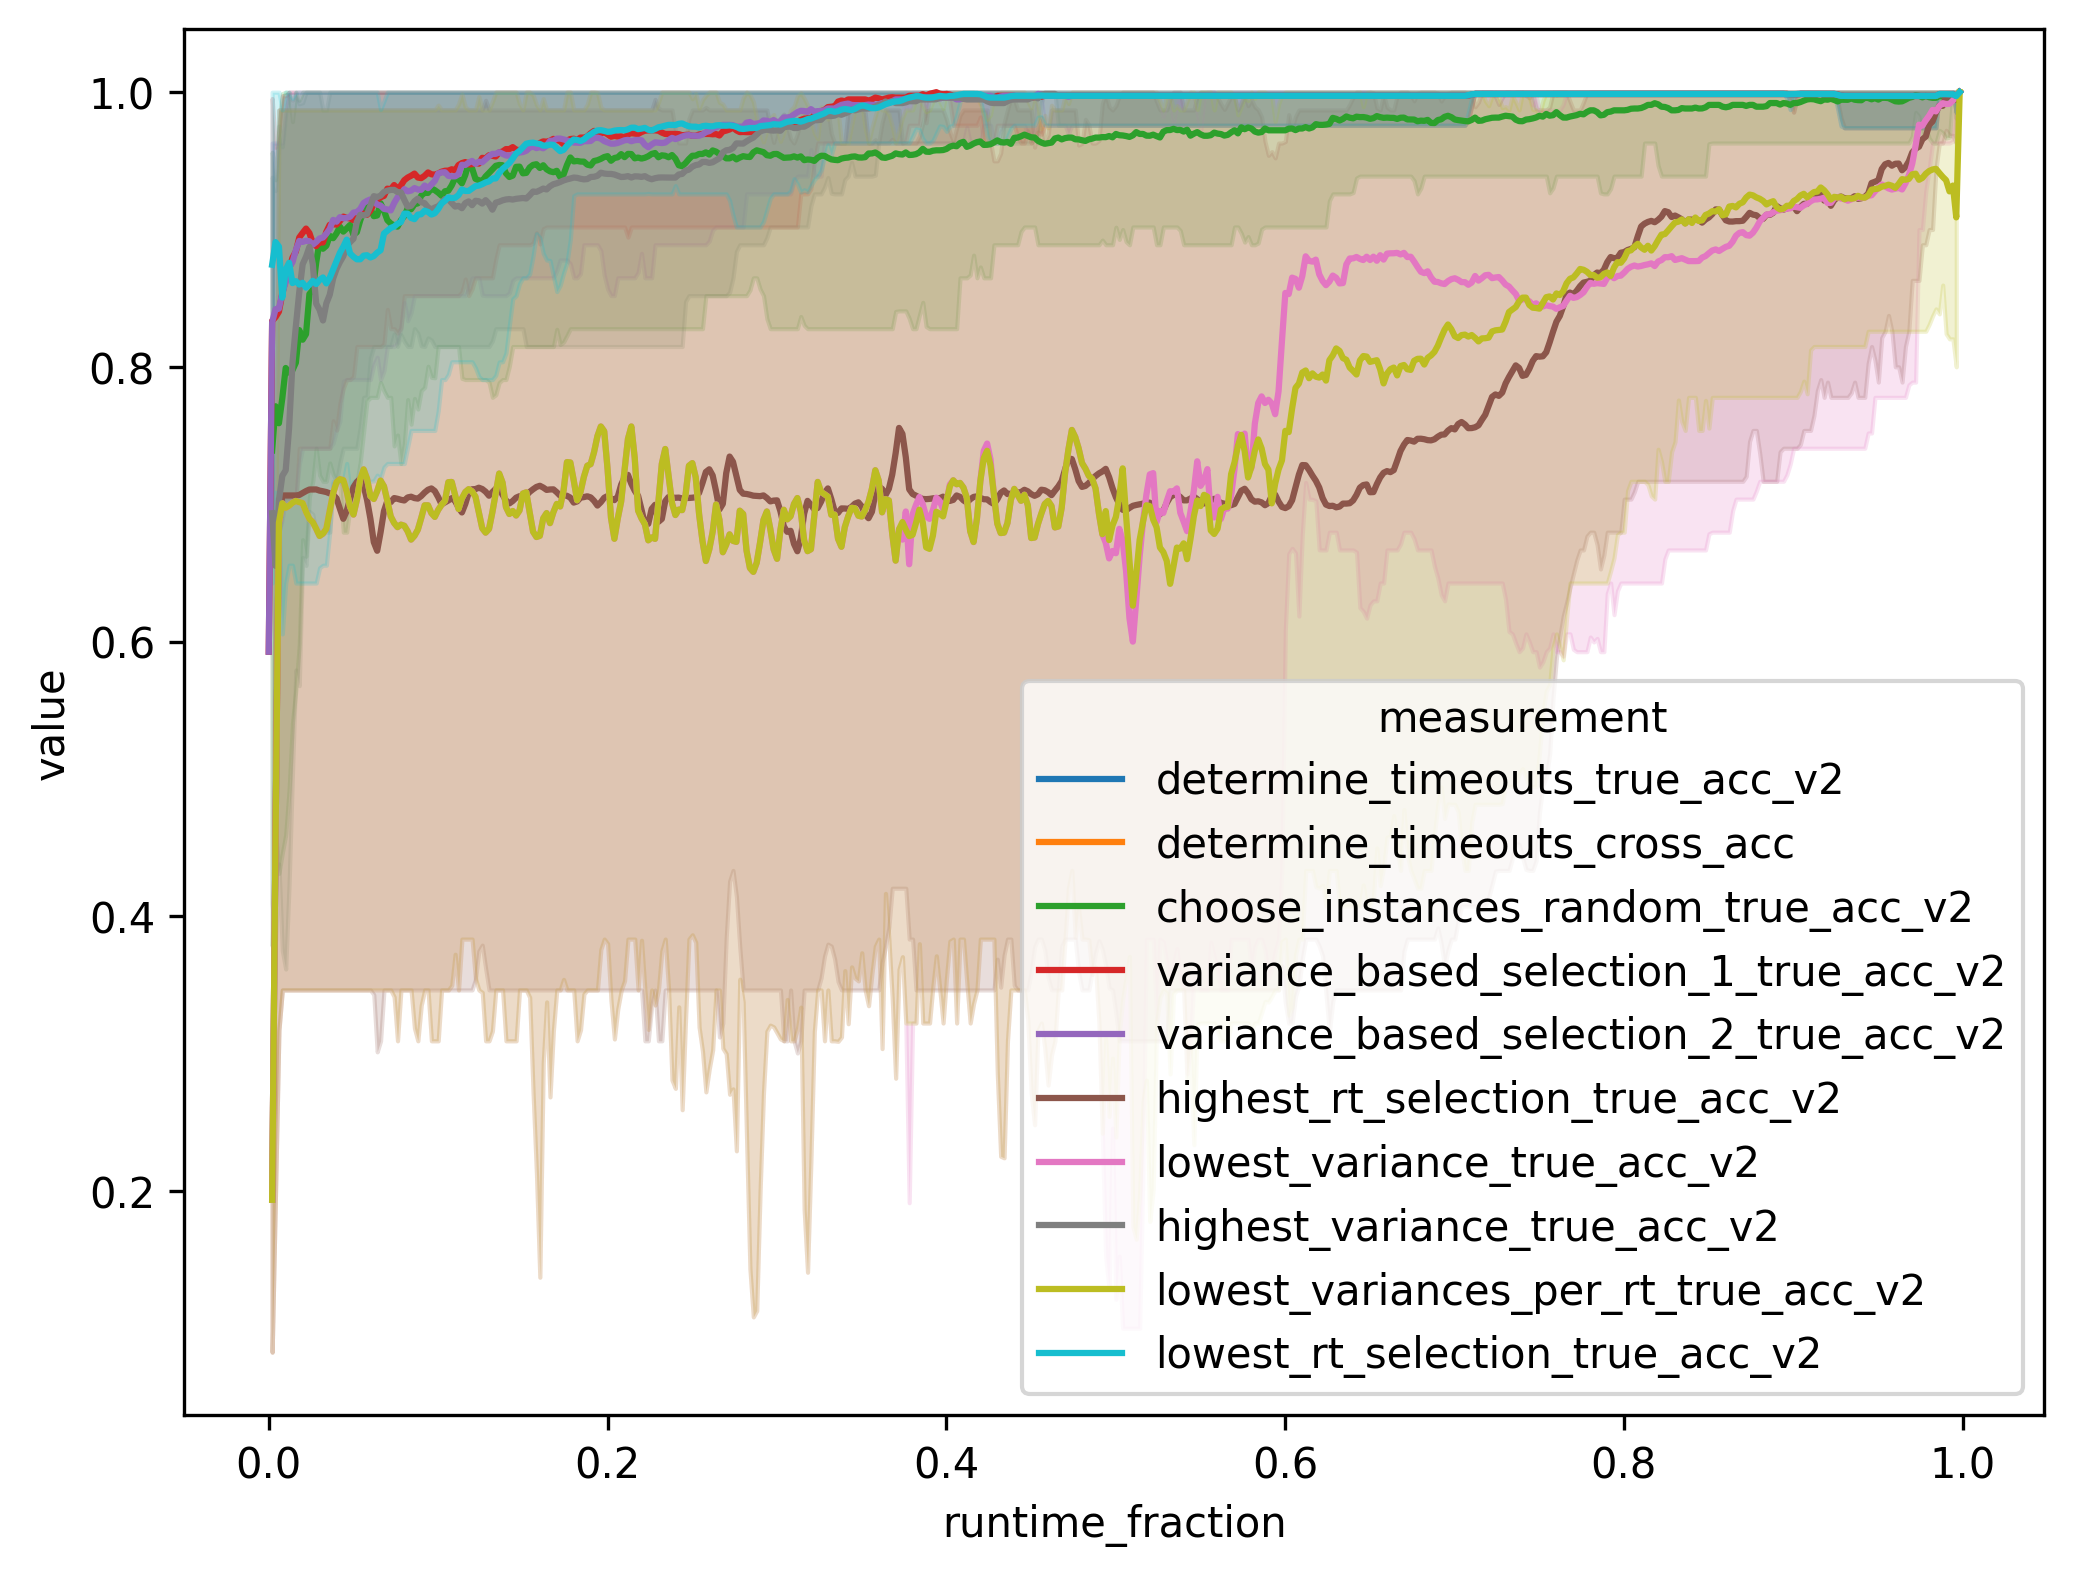 1.0
0.8
0.6
0.4
0.2
value
measurement
determine_timeouts_true_acc_v2
determine_timeouts_cross_acc
choose_instances_random_true_acc_v2
variance_based_selection_1_true_acc_v2
variance_based_selection_2_true_acc_v2
highest_rt_selection_true_acc_v2
lowest_variance_true_acc_v2
highest_variance_true_acc_v2
lowest_variances_per_rt_true_acc_v2
lowest_rt_selection_true_acc_v2
0.0 0.2 0.4 0.6 0.8 1.0
runtime_fraction